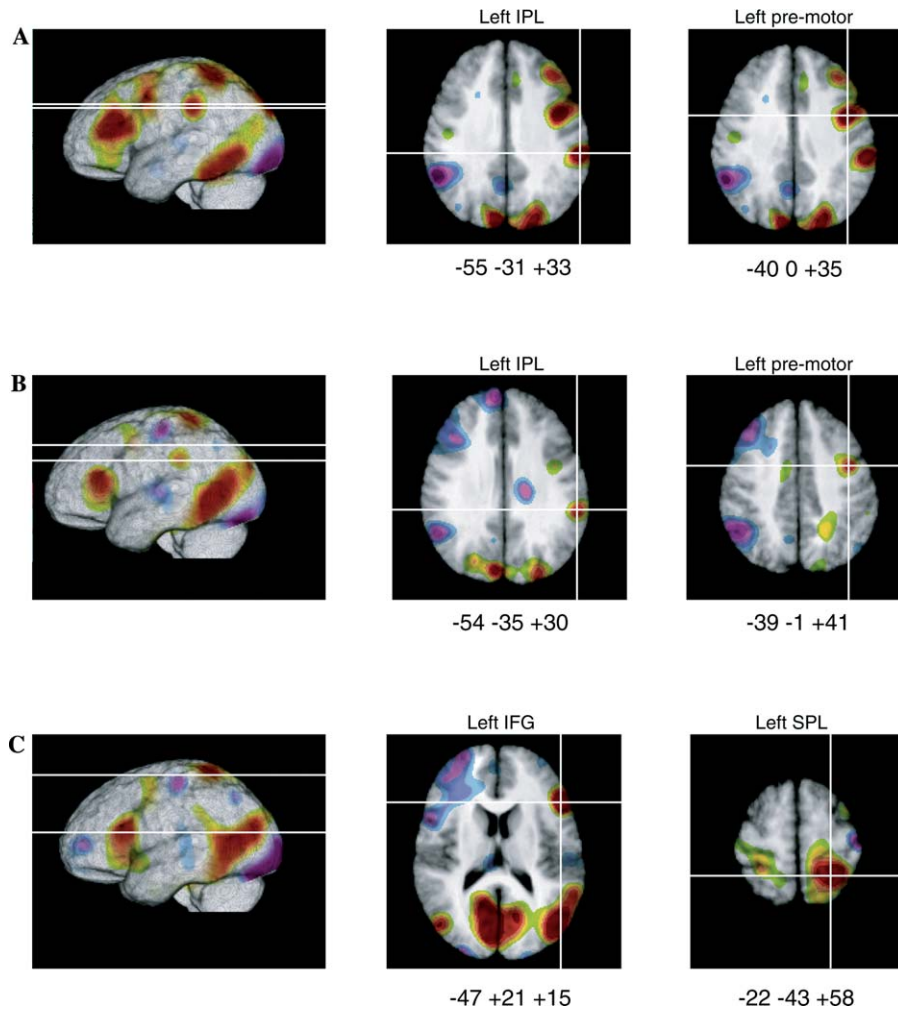 A
Left IPL
Left pre-motor
-55 -31 +33
-40 0 +35
B
Left IPL
Left pre-motor
-54 -35 +30
-39 -1 +41
C
Left IFG
Left SPL
-47 +21 +15
-22 -43 +58